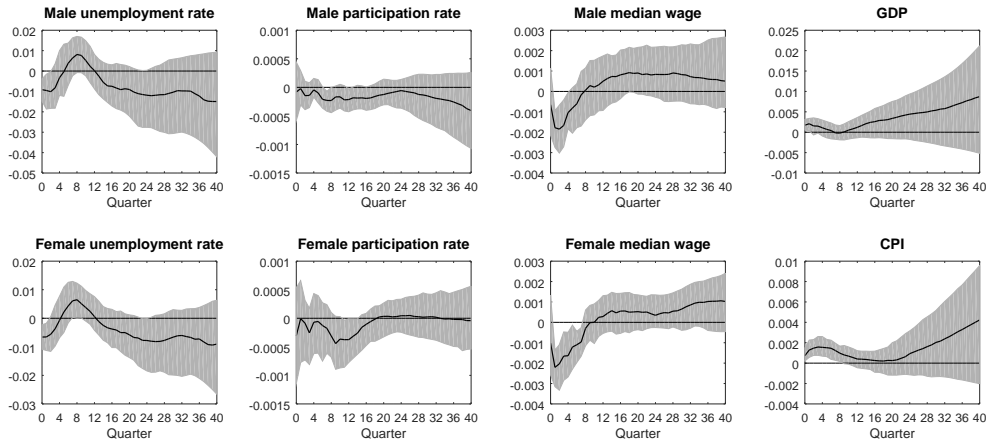 Male unemployment rate
Male participation rate
Male median wage
GDP
0.02
0.01
0
-0.01
-0.02
-0.03
-0.04
-0.05
0 4 8 12 16 20 24 28 32 36 40
Quarter
0.001
0.0005
0
-0.0005
-0.001
-0.0015
0 4 8 12 16 20 24 28 32 36 40
Quarter
0.003
0.002
0.001
0
-0.001
-0.002
-0.003
-0.004
0 4 8 12 16 20 24 28 32 36 40
Quarter
0.025
0.02
0.015
0.01
0.005
0
-0.005
-0.01
0 4 8 12 16 20 24 28 32 36 40
Quarter
Female unemployment rate
Female participation rate
Female median wage
CPI
0.02
0.01
0
-0.01
-0.02
-0.03
0 4 8 12 16 20 24 28 32 36 40
Quarter
0.001
0.0005
0
-0.0005
-0.001
-0.0015
0 4 8 12 16 20 24 28 32 36 40
Quarter
0.003
0.002
0.001
0
-0.001
-0.002
-0.003
-0.004
0 4 8 12 16 20 24 28 32 36 40
Quarter
0.01
0.008
0.006
0.004
0.002
0
-0.002
-0.004
0 4 8 12 16 20 24 28 32 36 40
Quarter